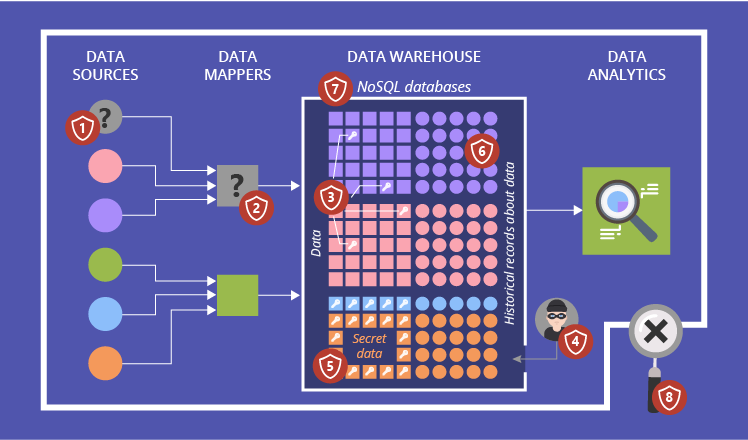 DATA
SOURCES
DATA
MAPPERS
DATA WAREHOUSE
DATA
ANALYTICS
7
NoSQL databases
?
1
6
?
2
3
Data
Historical records about data
Secret
data
5
4
8